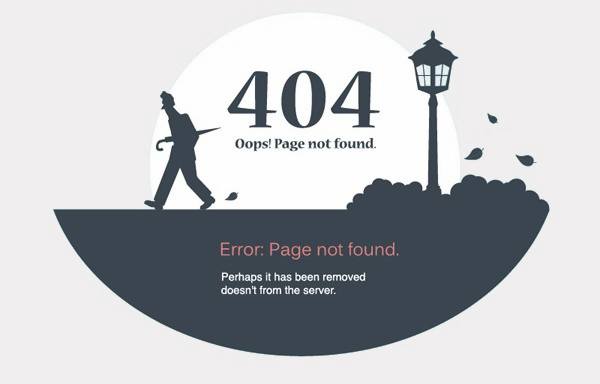 404
Oops! Page not found.
Error: Page not found.
Perhaps it has been removed
doesn't from the server.